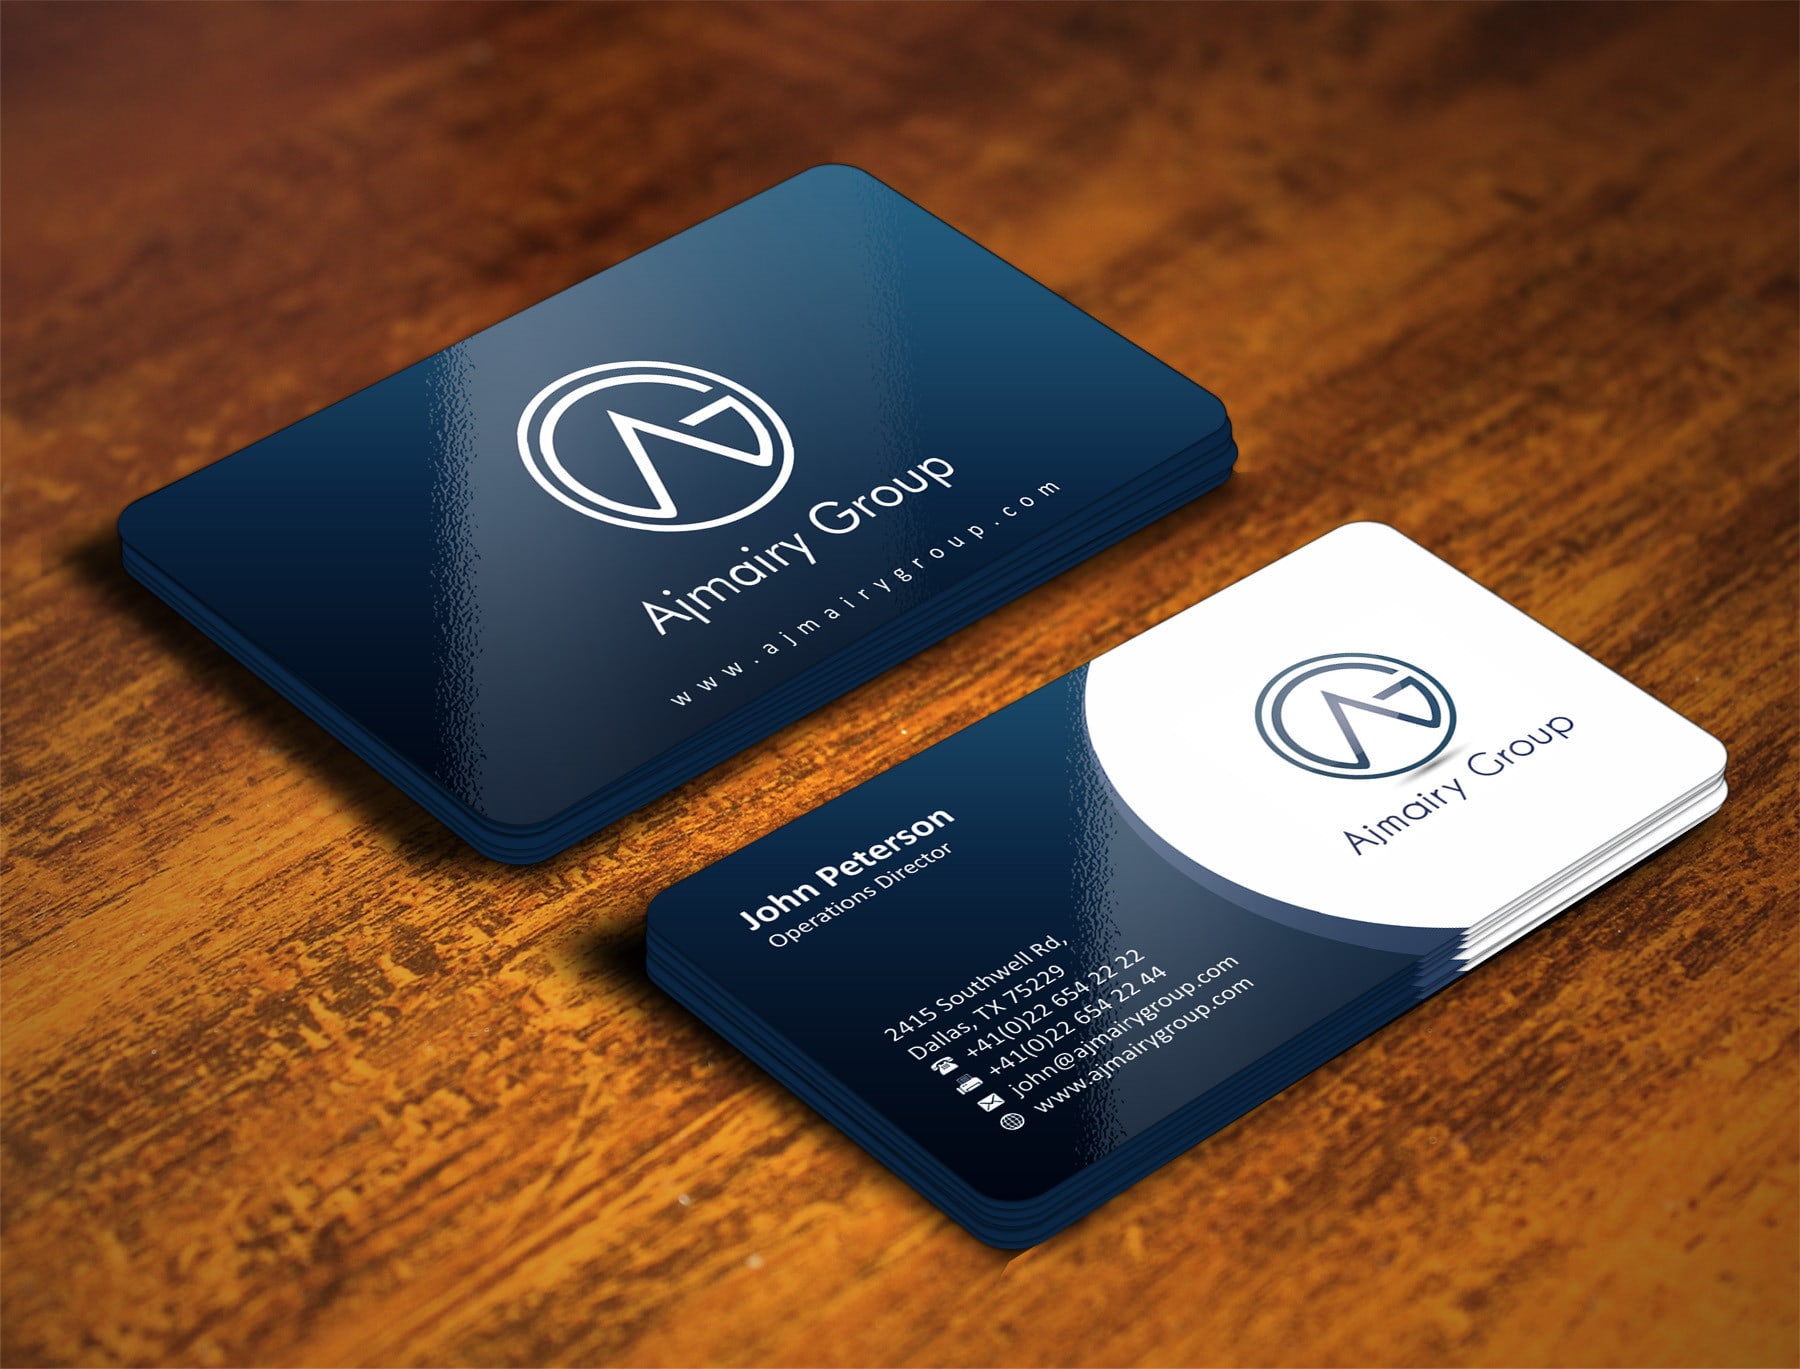 Ajmairy Group
www.ajmairygroup.com
AG
Ajmairy Group
John Peterson
Operations Director
2415 Southwell Rd,
Dallas, TX 75229
+41(0)22 654 22 22
+41(0)22 654 22 44
john@ajmairygroup.com
www.ajmairygroup.com